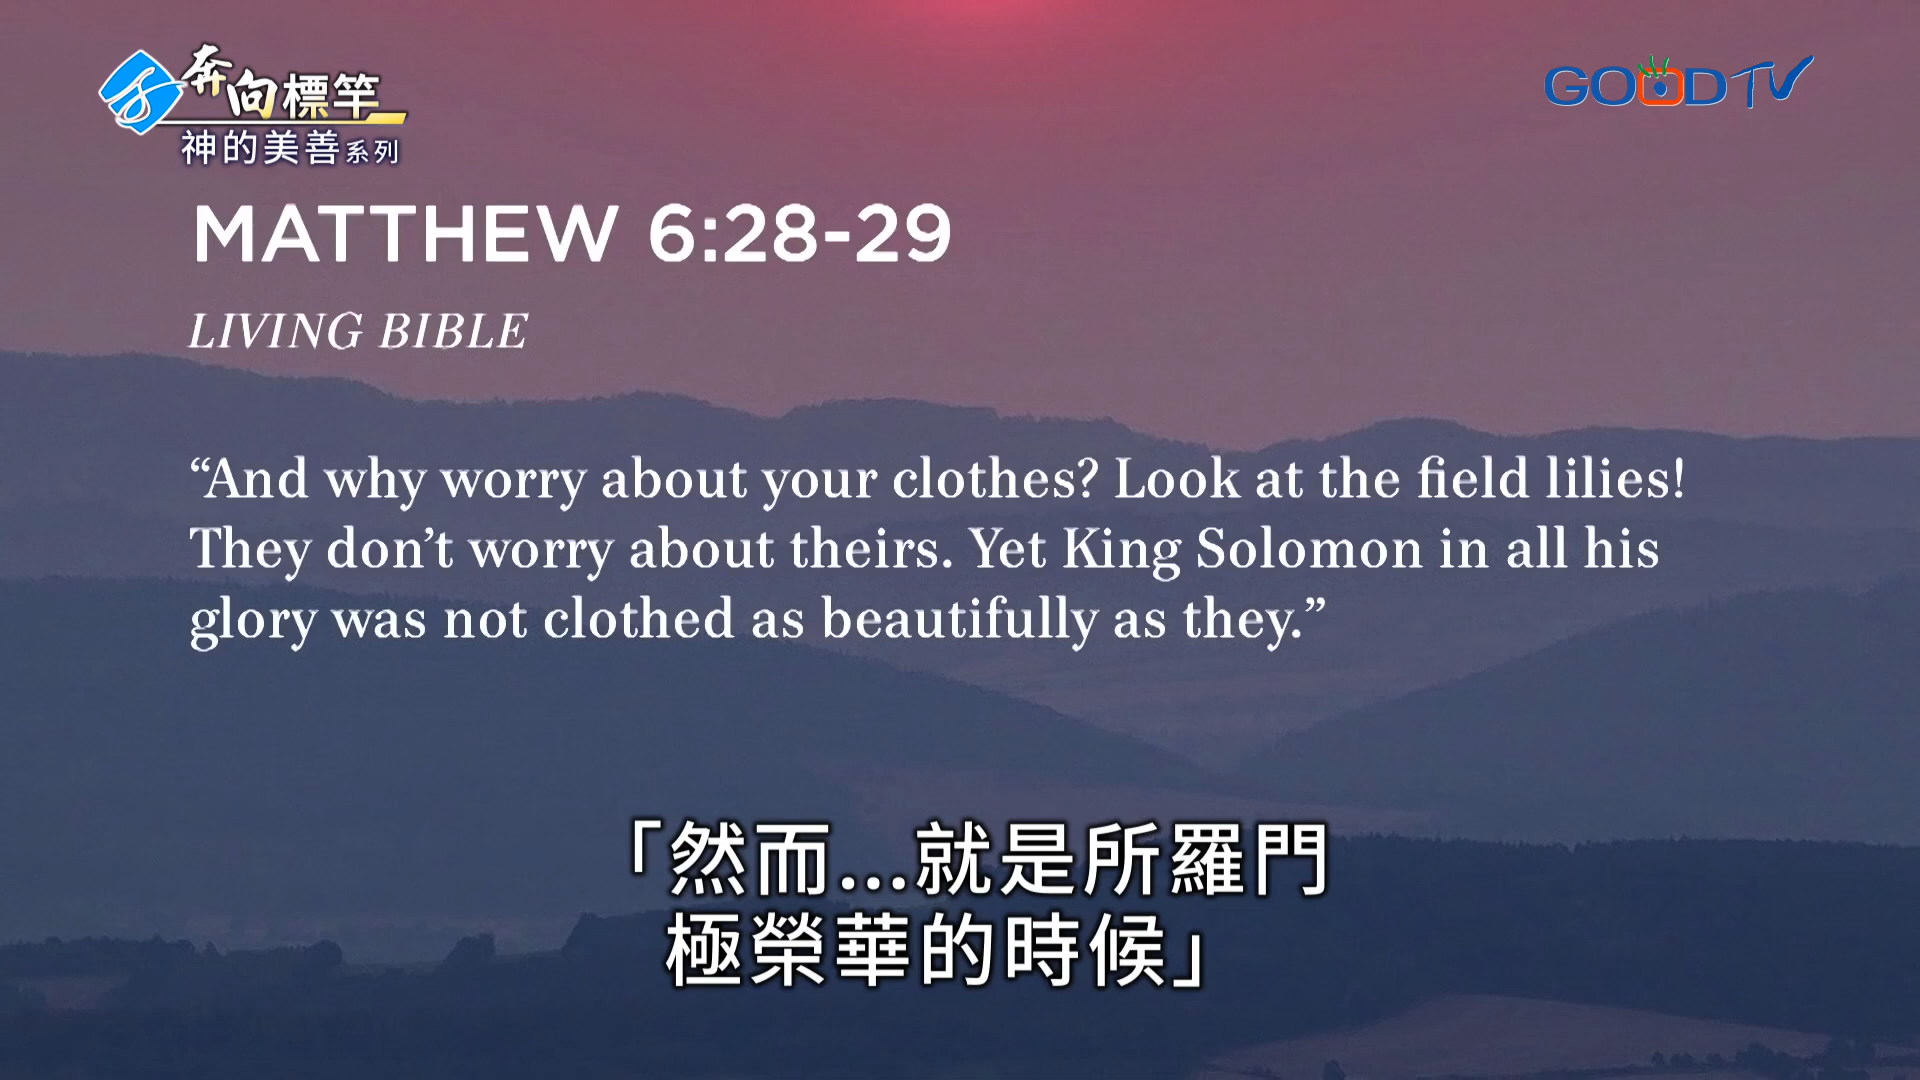 奔向標竿
GOODTV
神的美善系列
MATTHEW 6:28-29
LIVING BIBLE
“And why worry about your clothes? Look at the field lilies!
They don’t worry about theirs. Yet King Solomon in all his
glory was not clothed as beautifully as they.”
「然而...就是所羅門
極榮華的時候」